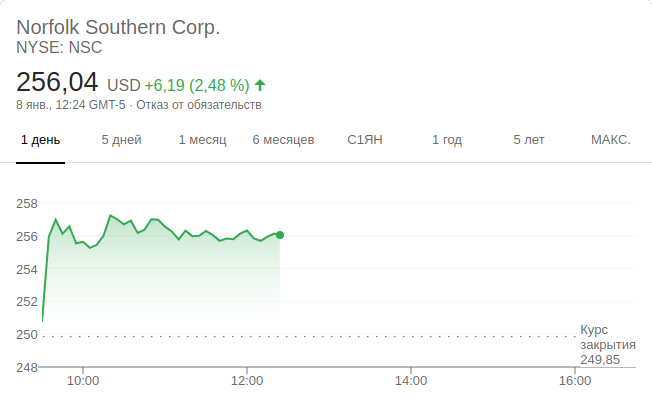 Norfolk Southern Corp.
NYSE: NSC
256,04 USD +6,19 (2,48 %)
8 янв., 12:24 GMT-5 · Отказ от обязательств
1 день 5 дней 1 месяц 6 месяцев С1ЯН 1 год 5 лет МАКС.
258
256
254
252
250
Курс
закрытия
249,85
248
10:00 12:00 14:00 16:00